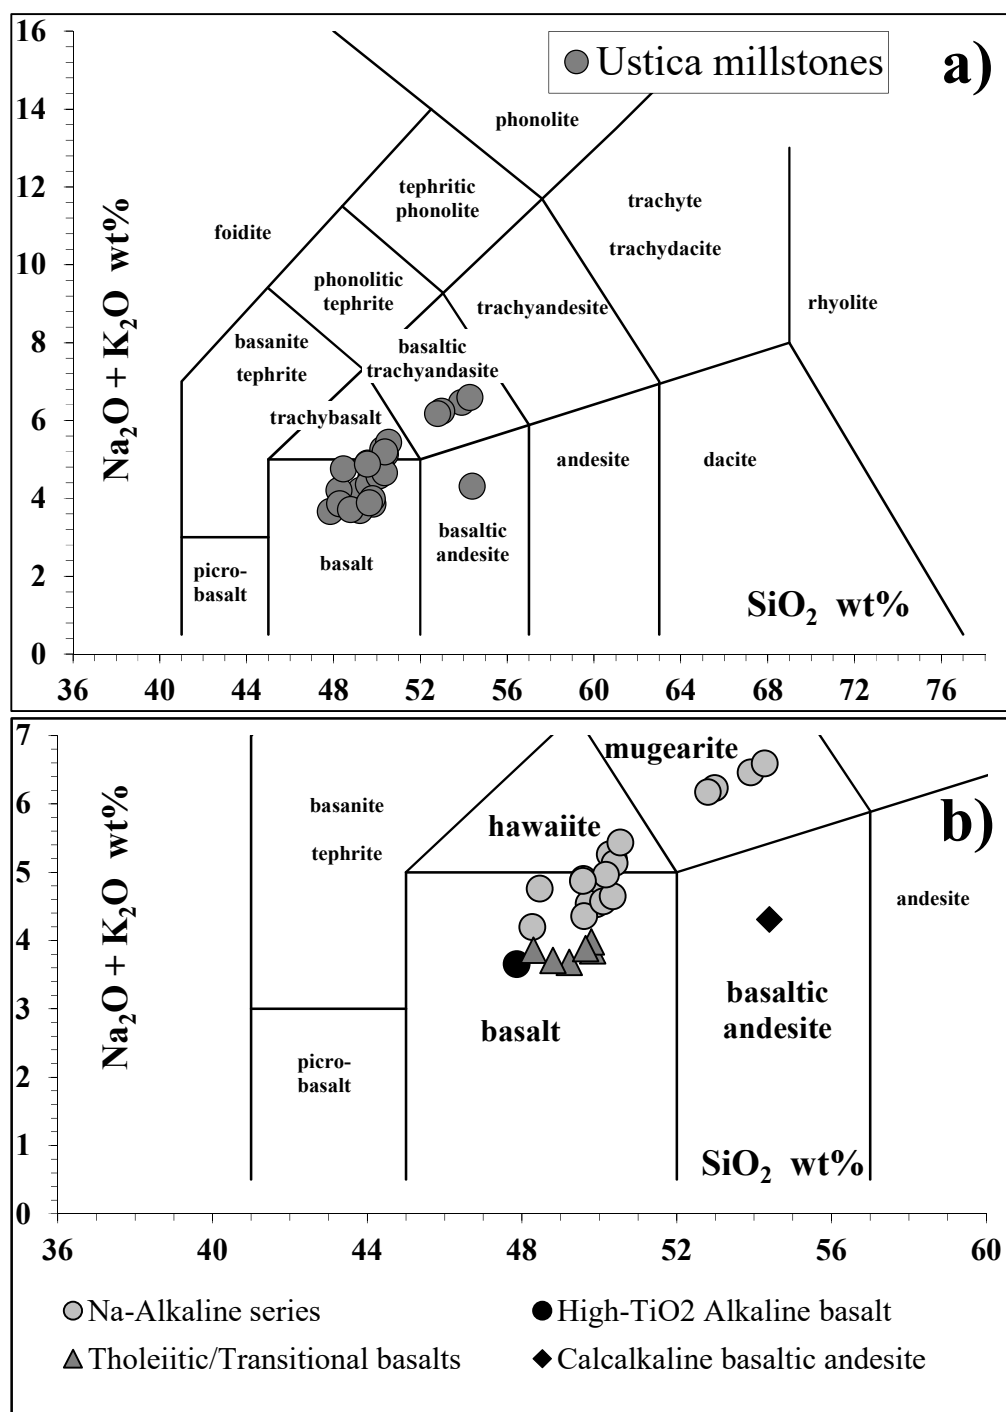 a)
Ustica millstones
16
14
12
10
8
6
4
2
0
Na₂O + K₂O wt%
phonolite
tephritic
phonolite
trachyte
trachydacite
foidite
phonolitic
tephrite
trachyandesite
rhyolite
basanite
tephrite
basaltic
trachyandasite
trachybasalt
andesite
dacite
basaltic
andesite
basalt
picro-
basalt
SiO₂ wt%
36 40 44 48 52 56 60 64 68 72 76
b)
7
6
5
4
3
2
1
0
Na₂O + K₂O wt%
mugearite
basanite
tephrite
hawaiite
andesite
basaltic
andesite
basalt
picro-
basalt
SiO₂ wt%
36 40 44 48 52 56 60
Na-Alkaline series
High-TiO2 Alkaline basalt
Tholeiitic/Transitional basalts
Calcalkaline basaltic andesite